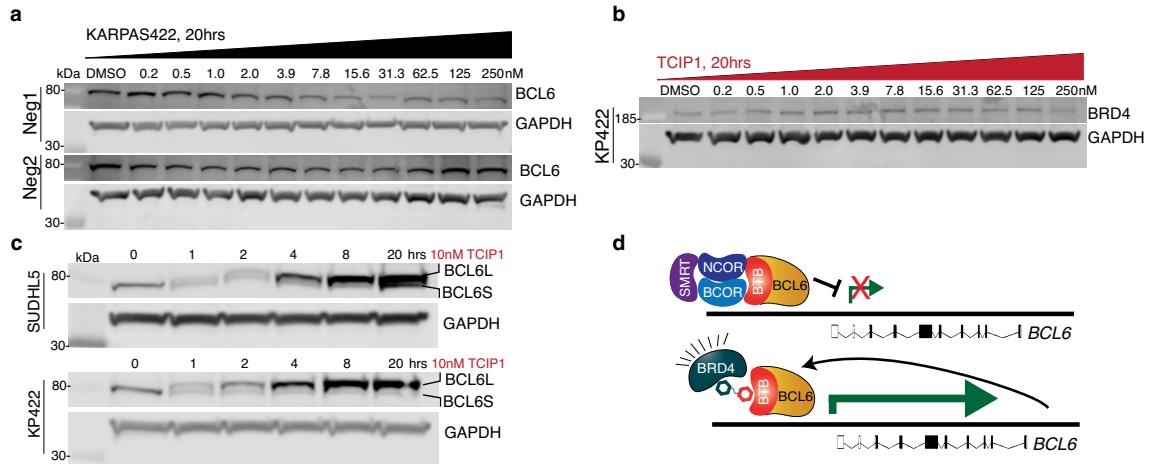 a
KARPAS422, 20hrs
kDa DMSO 0.2 0.5 1.0 2.0 3.9 7.8 15.6 31.3 62.5 125 250nM
Neg1
80-
BCL6
GAPDH
30-
Neg2
80-
BCL6
GAPDH
30-
b
TCIP1, 20hrs
DMSO 0.2 0.5 1.0 2.0 3.9 7.8 15.6 31.3 62.5 125 250nM
KP422
185-
BRD4
GAPDH
30-
c
kDa 0 1 2 4 8 20 hrs 10nM TCIP1
SUDHL5
80-
BCL6L
BCL6S
GAPDH
30-
0 1 2 4 8 20 hrs 10nM TCIP1
KP422
80-
BCL6L
BCL6S
GAPDH
30-
d
SMRT NCOR BCOR BTB BCL6
X
BCL6
BRD4 BTB BCL6
BCL6